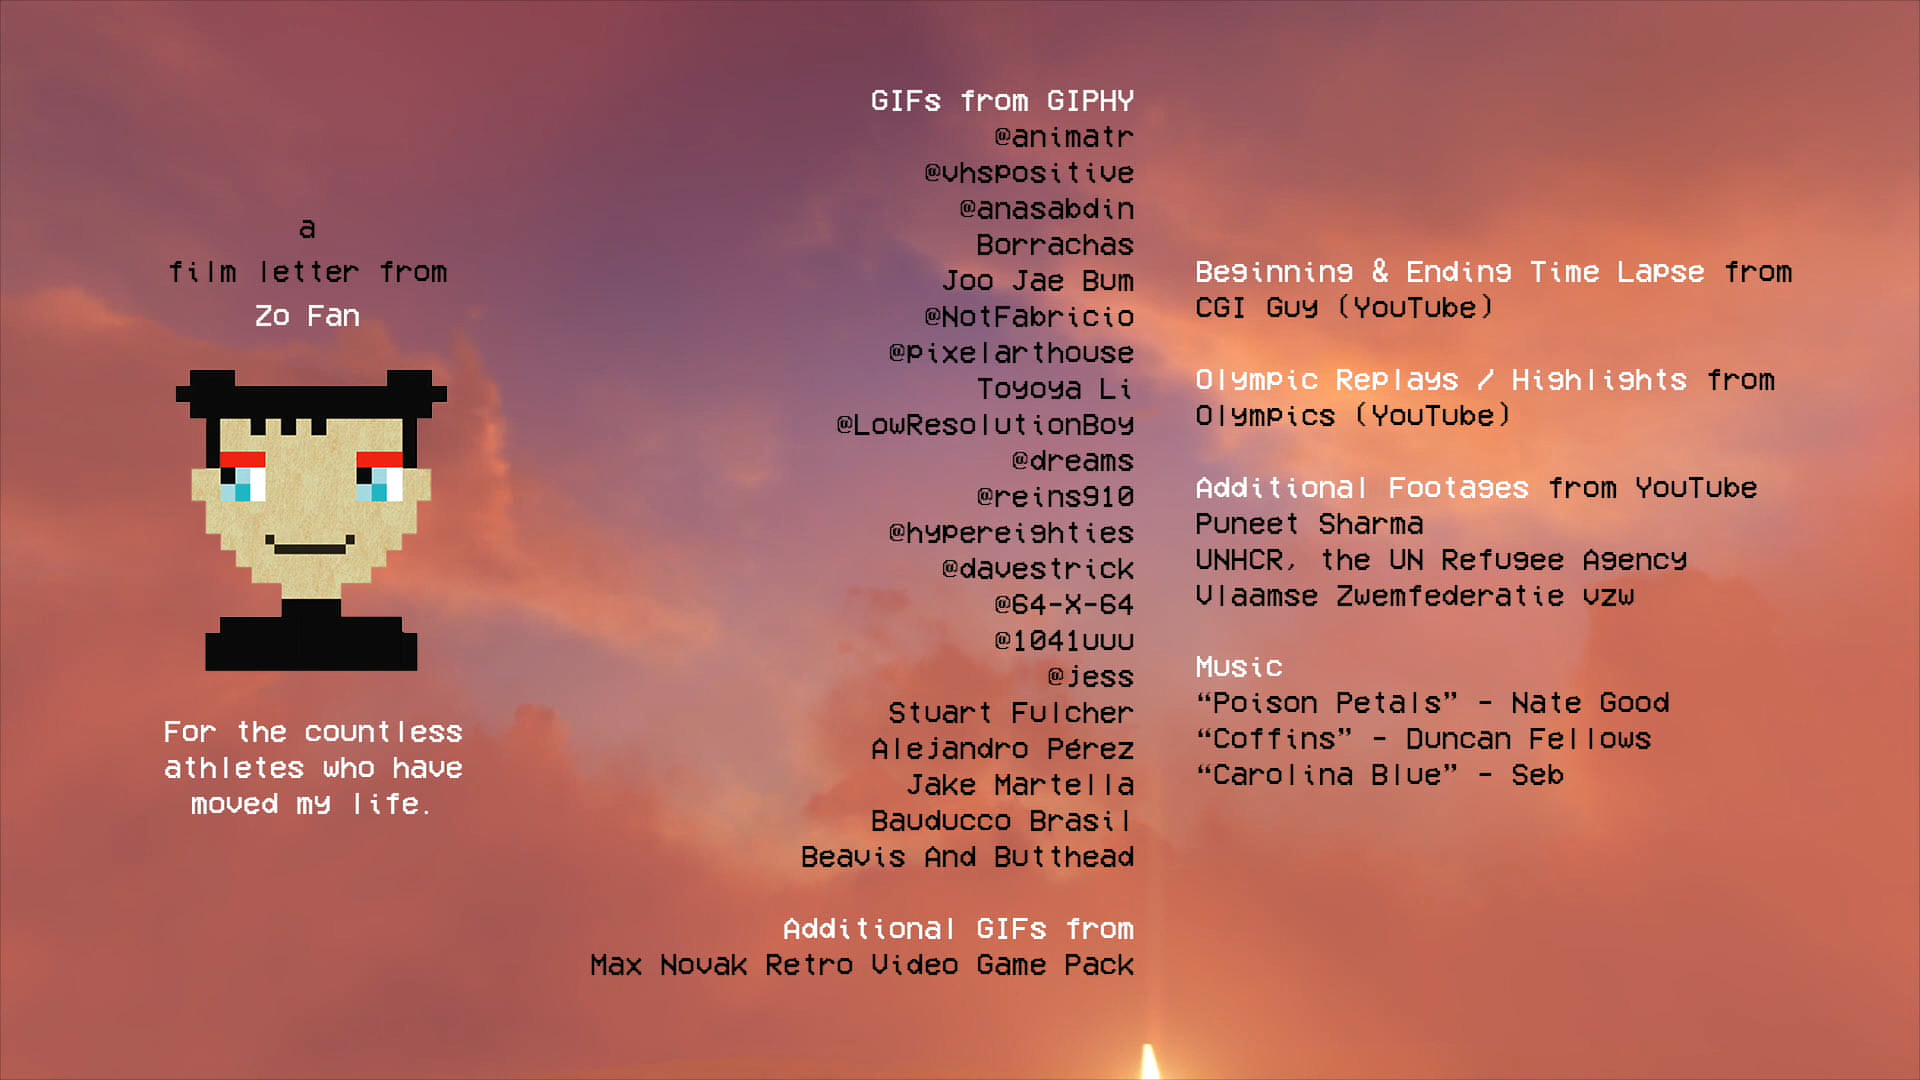 a
film letter from
Zo Fan
For the countless
athletes who have
moved my life.
GIFs from GIPHY
@animatr
@vhspositive
@anasabdin
Borrachas
Joo Jae Bum
@NotFabricio
@pixelarthouse
Toyoya Li
@LowResolutionBoy
@dreams
@reins910
@hypereighties
@davestrick
@64-X-64
@1041uuu
@jess
Stuart Fulcher
Alejandro Pérez
Jake Martella
Bauducco Brasil
Beavis And Butthead
Additional GIFs from
Max Novak Retro Video Game Pack
Beginning & Ending Time Lapse from
CGI Guy (YouTube)
Olympic Replays / Highlights from
Olympics (YouTube)
Additional Footages from YouTube
Puneet Sharma
UNHCR, the UN Refugee Agency
Vlaamse Zwemfederatie vzw
Music
“Poison Petals” - Nate Good
“Coffins” - Duncan Fellows
“Carolina Blue” - Seb